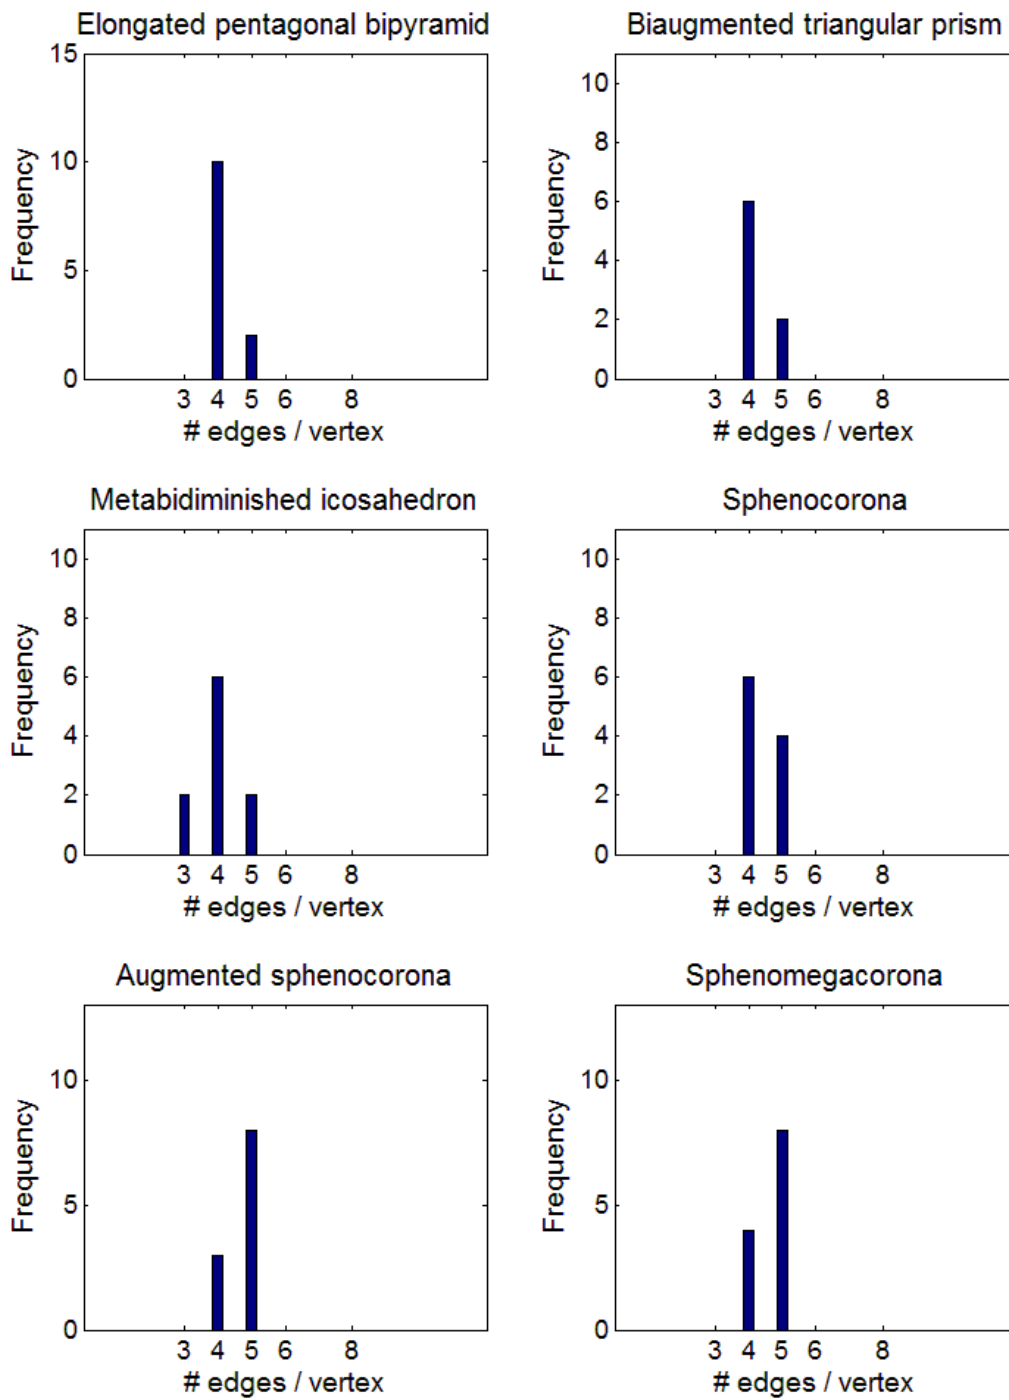 Elongated pentagonal bipyramid
15
10
5
0
Frequency
3 4 5 6 8
# edges / vertex
Biaugmented triangular prism
10
8
6
4
2
0
Frequency
3 4 5 6 8
# edges / vertex
Metabidiminished icosahedron
10
8
6
4
2
0
Frequency
3 4 5 6 8
# edges / vertex
Sphenocorona
10
8
6
4
2
0
Frequency
3 4 5 6 8
# edges / vertex
Augmented sphenocorona
10
5
0
Frequency
3 4 5 6 8
# edges / vertex
Sphenomegacorona
10
5
0
Frequency
3 4 5 6 8
# edges / vertex